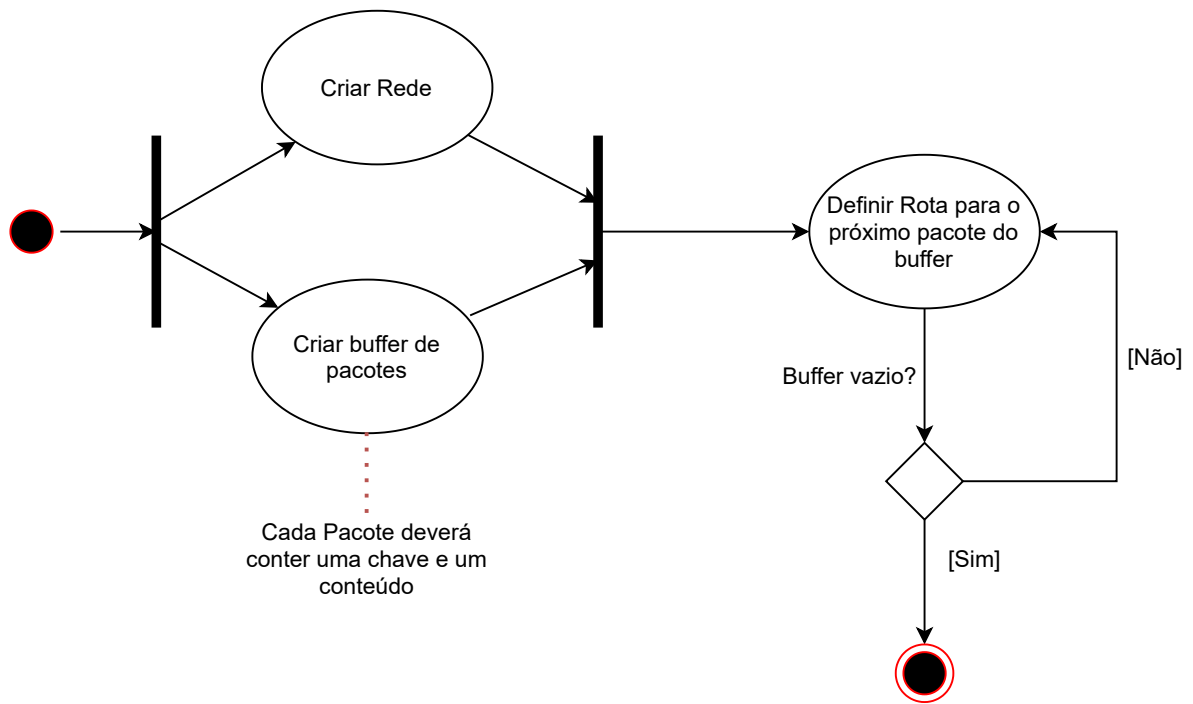 Criar Rede
Criar buffer de
pacotes
Cada Pacote deverá
conter uma chave e um
conteúdo
Definir Rota para o
próximo pacote do
buffer
Buffer vazio?
[Não]
[Sim]